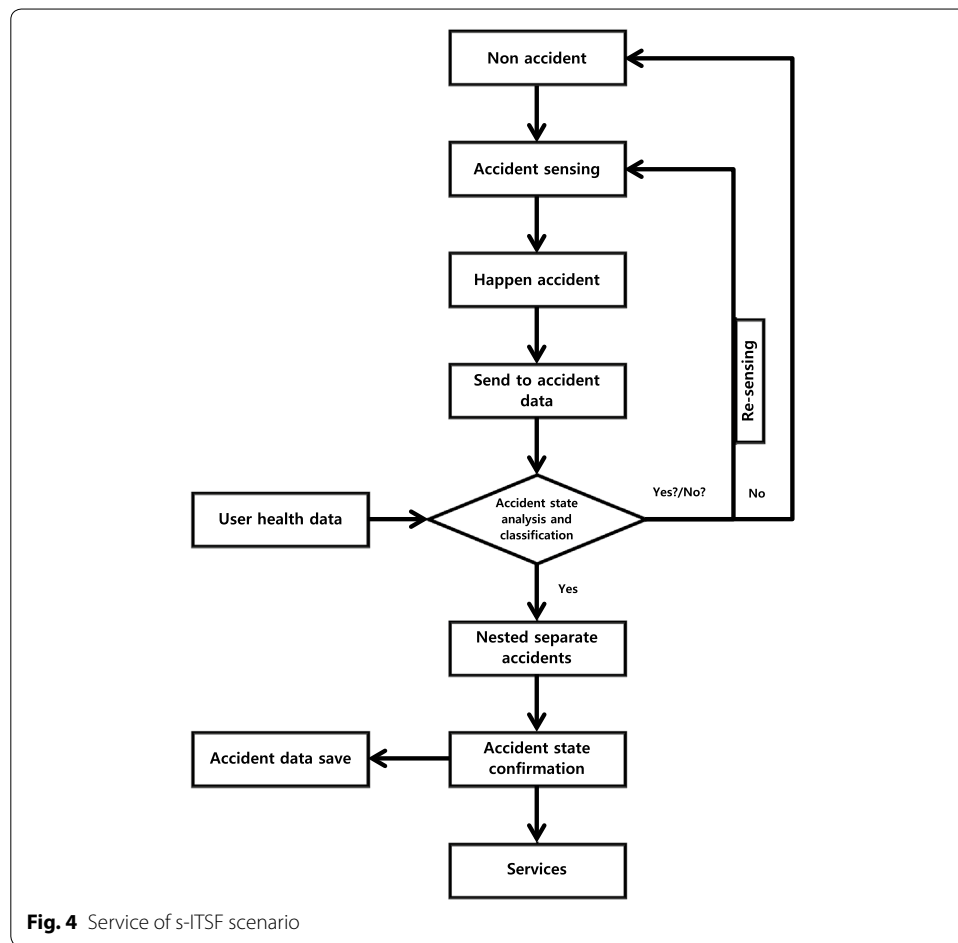 Non accident
Accident sensing
Happen accident
Send to accident
data
Re-sensing
User health data
Accident state
analysis and
classification
Yes?/No?
No
Yes
Nested separate
accidents
Accident data save
Accident state
confirmation
Services
Fig. 4 Service of s-ITSF scenario